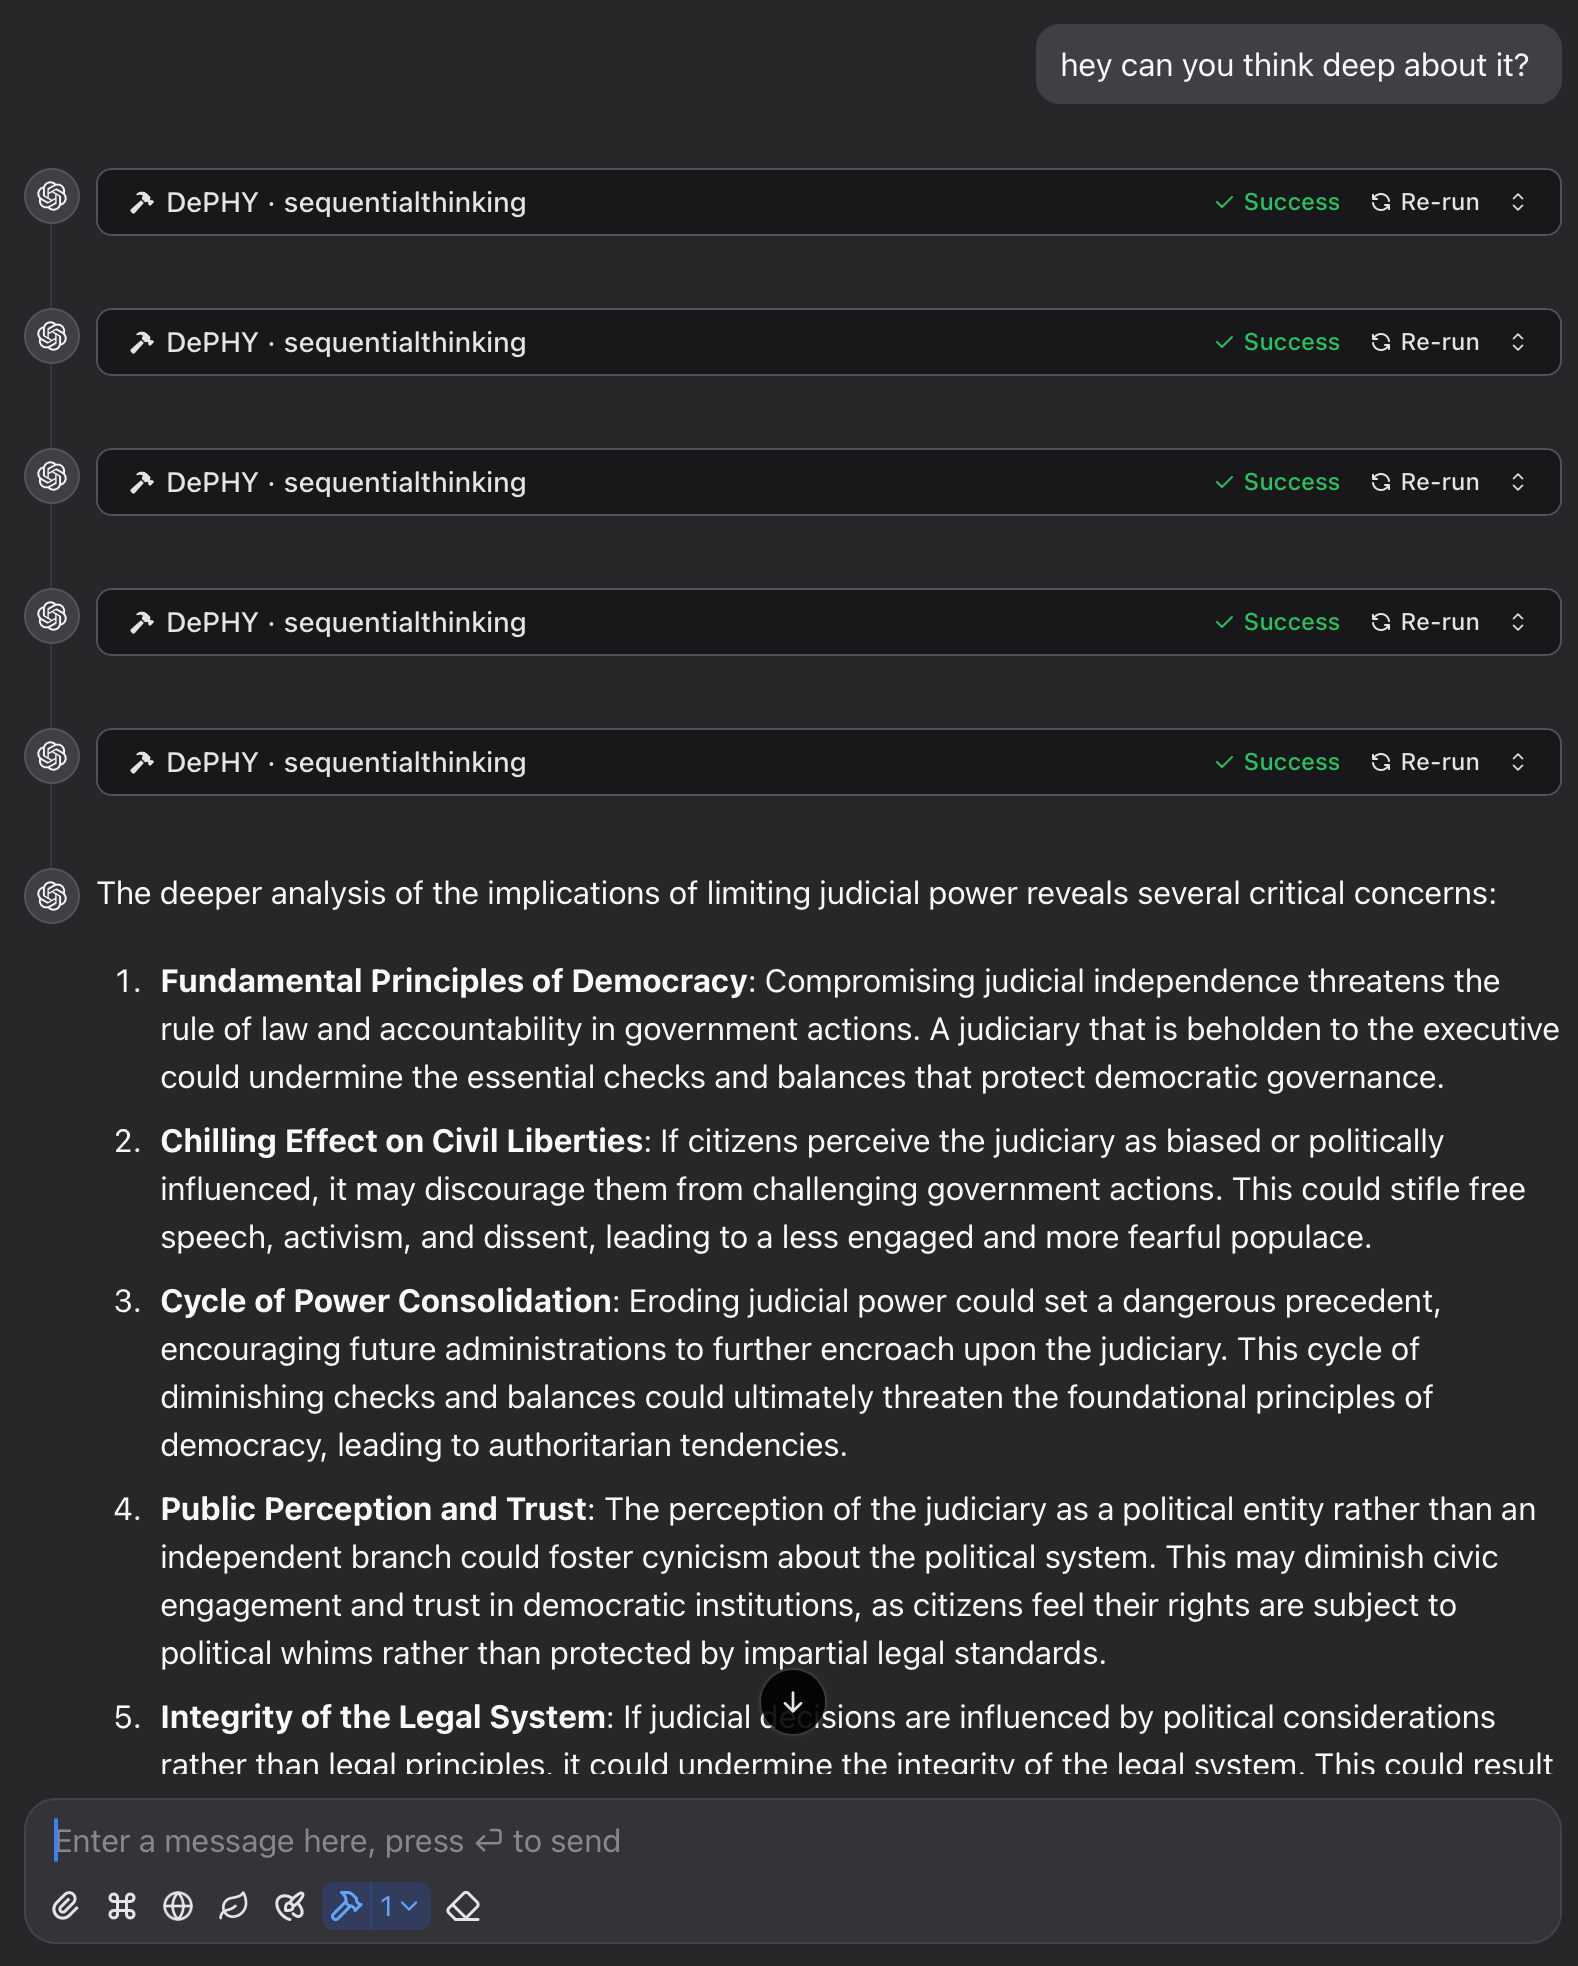 hey can you think deep about it?
DePHY · sequentialthinking Success Re-run
DePHY · sequentialthinking Success Re-run
DePHY · sequentialthinking Success Re-run
DePHY · sequentialthinking Success Re-run
DePHY · sequentialthinking Success Re-run
The deeper analysis of the implications of limiting judicial power reveals several critical concerns:
1. Fundamental Principles of Democracy: Compromising judicial independence threatens the
rule of law and accountability in government actions. A judiciary that is beholden to the executive
could undermine the essential checks and balances that protect democratic governance.
2. Chilling Effect on Civil Liberties: If citizens perceive the judiciary as biased or politically
influenced, it may discourage them from challenging government actions. This could stifle free
speech, activism, and dissent, leading to a less engaged and more fearful populace.
3. Cycle of Power Consolidation: Eroding judicial power could set a dangerous precedent,
encouraging future administrations to further encroach upon the judiciary. This cycle of
diminishing checks and balances could ultimately threaten the foundational principles of
democracy, leading to authoritarian tendencies.
4. Public Perception and Trust: The perception of the judiciary as a political entity rather than an
independent branch could foster cynicism about the political system. This may diminish civic
engagement and trust in democratic institutions, as citizens feel their rights are subject to
political whims rather than protected by impartial legal standards.
5. Integrity of the Legal System: If judicial decisions are influenced by political considerations
rather than legal principles, it could undermine the integrity of the legal system. This could result
Enter a message here, press ⏎ to send
1